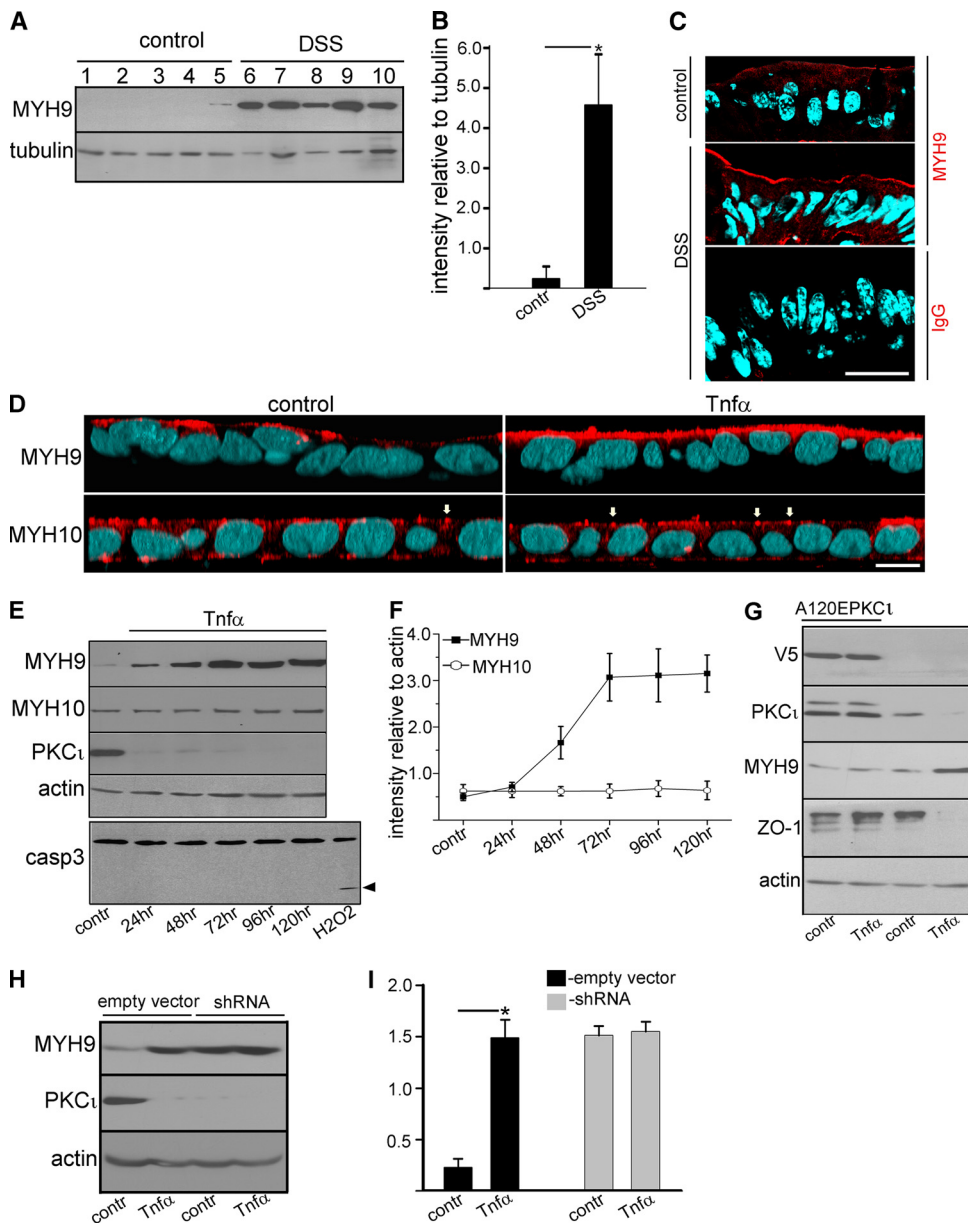 A
control DSS
1 2 3 4 5 6 7 8 9 10
MYH9
tubulin
B
intensity relative to tubulin
6.0
5.0
4.0
3.0
2.0
1.0
*
contr
DSS
C
control
DSS
MYH9
IgG
D
control Tnfα
MYH9
MYH10
E
Tnfα
MYH9
MYH10
PKCι
actin
casp3
contr 24hr 48hr 72hr 96hr 120hr H2O2
F
intensity relative to actin
4.0
3.0
2.0
1.0
MYH9
MYH10
contr 24hr 48hr 72hr 96hr 120hr
G
A120EPKCι
V5
PKCι
MYH9
ZO-1
actin
contr Tnfα contr Tnfα
H
empty vector shRNA
MYH9
PKCι
actin
contr Tnfα contr Tnfα
I
-empty vector
-shRNA
2.0
1.5
1.0
0.5
*
contr Tnfα contr Tnfα